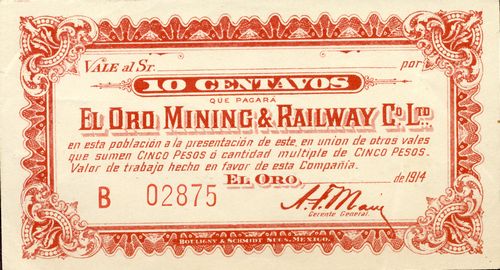 VALE al Sr. por
10 CENTAVOS
QUE PAGARÁ
EL ORO MINING & RAILWAY Co. LTD.
en esta población a la presentación de este, en union de otros vales
que sumen CINCO PESOS ó cantidad multiple de CINCO PESOS.
Valor de trabajo hecho en favor de esta Compañia.
EL ORO, de 1914
B 02875
Gerente General.
BOULIGNY & SCHMIDT SUCS. MEXICO.